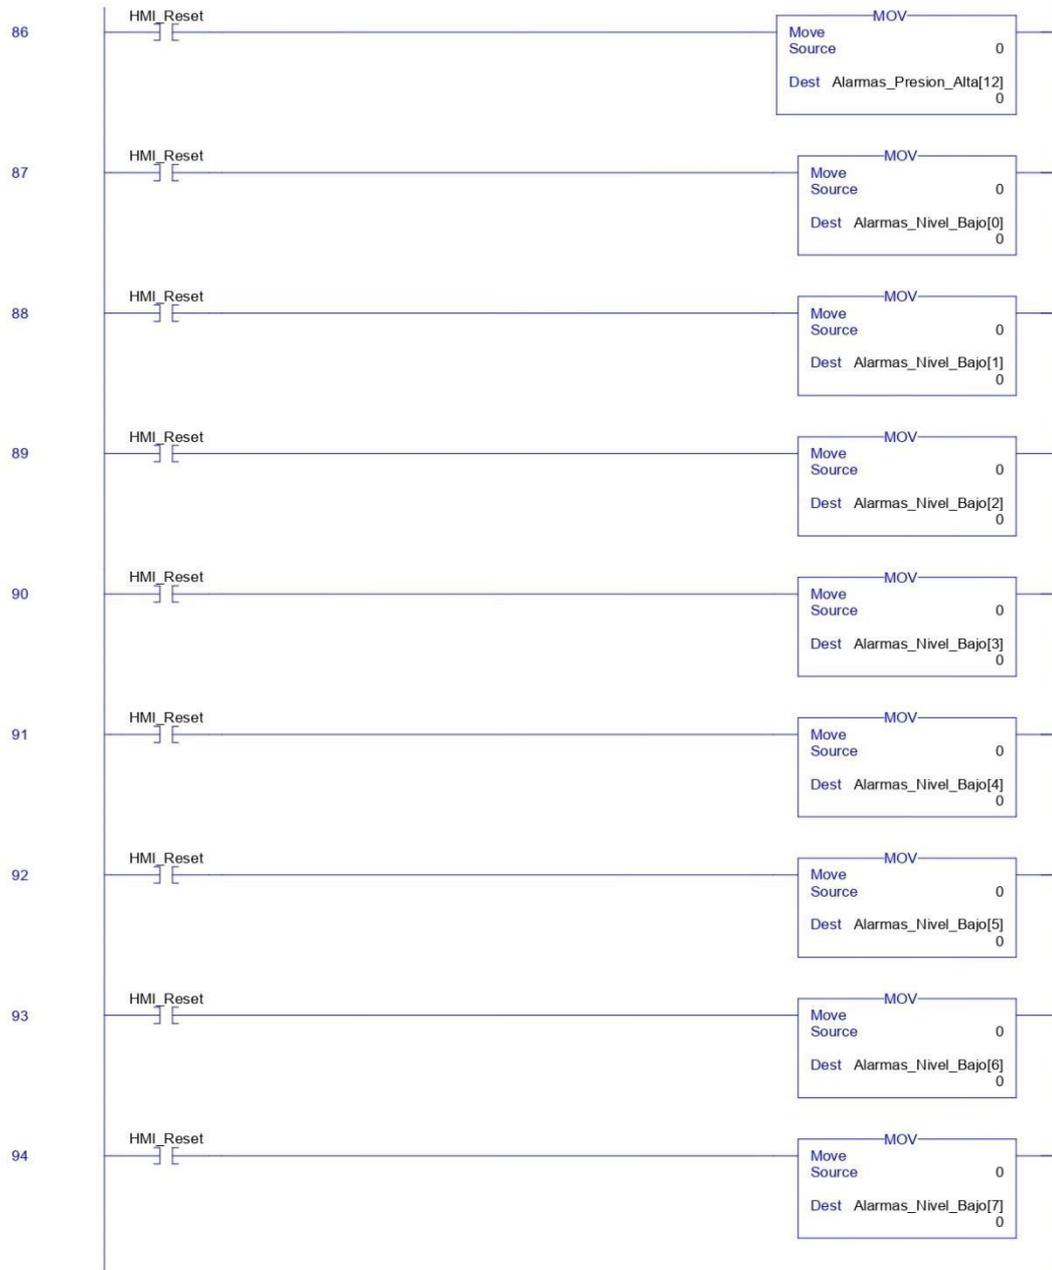 HMI_Reset
MOV
86
Move
Source 0
Dest Alarmas_Presion_Alta[12]
0
HMI_Reset
MOV
87
Move
Source 0
Dest Alarmas_Nivel_Bajo[0]
0
HMI_Reset
MOV
88
Move
Source 0
Dest Alarmas_Nivel_Bajo[1]
0
HMI_Reset
MOV
89
Move
Source 0
Dest Alarmas_Nivel_Bajo[2]
0
HMI_Reset
MOV
90
Move
Source 0
Dest Alarmas_Nivel_Bajo[3]
0
HMI_Reset
MOV
91
Move
Source 0
Dest Alarmas_Nivel_Bajo[4]
0
HMI_Reset
MOV
92
Move
Source 0
Dest Alarmas_Nivel_Bajo[5]
0
HMI_Reset
MOV
93
Move
Source 0
Dest Alarmas_Nivel_Bajo[6]
0
HMI_Reset
MOV
94
Move
Source 0
Dest Alarmas_Nivel_Bajo[7]
0